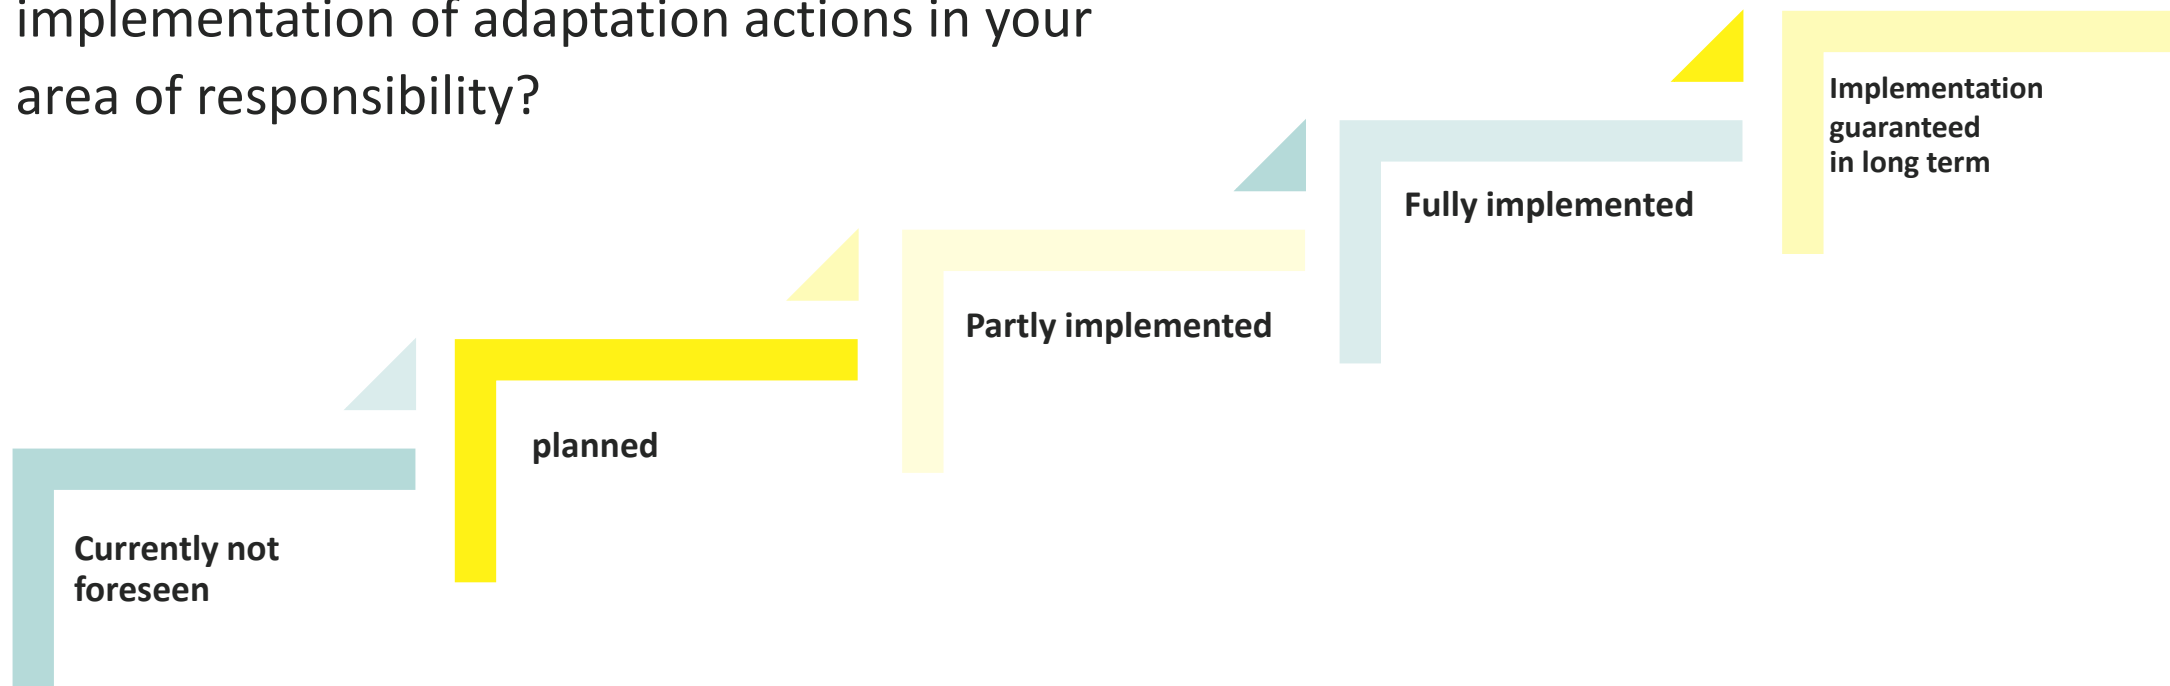 implementation of adaptation actions in your
area of responsibility?
Implementation
guaranteed
in long term
Fully implemented
Partly implemented
planned
Currently not
foreseen